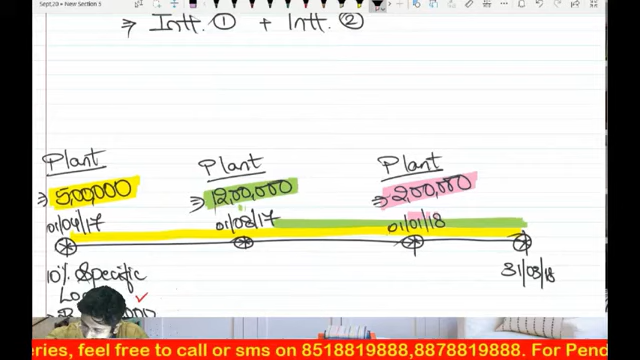 Sept,20 + New Section 3
⇒ Intt. ① + Intt. ②
Plant Plant Plant
⇒ 5,00,000 ⇒ 12,00,000 ⇒ 2,00,000
01/04/17 01/08/17 01/01/18
31/03/18
10% Specific
eries, feel free to call or sms on 8518819888,8878819888. For Pend